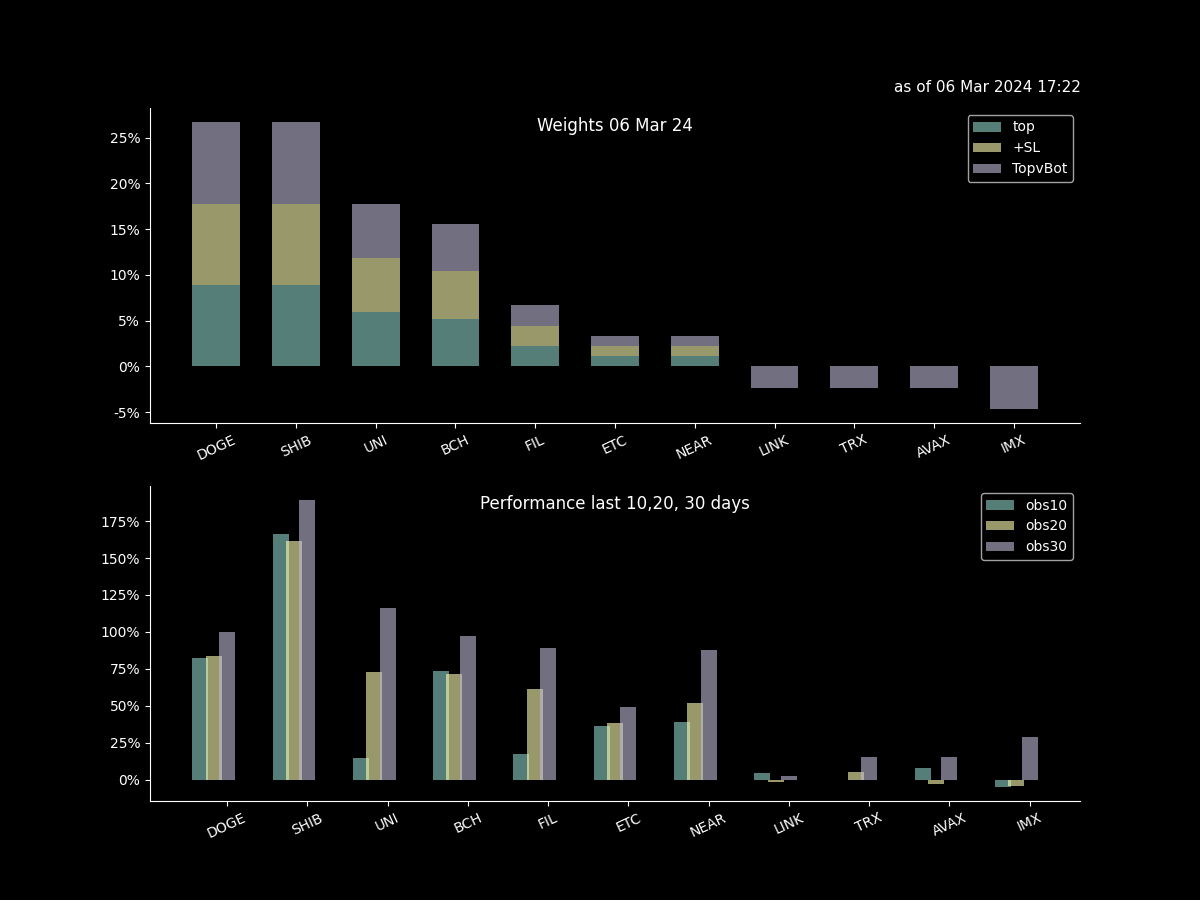 as of 06 Mar 2024 17:22
Weights 06 Mar 24
top
+SL
TopvBot
25%
20%
15%
10%
5%
0%
-5%
DOGE SHIB UNI BCH FIL ETC NEAR LINK TRX AVAX IMX
Performance last 10,20, 30 days
obs10
obs20
obs30
175%
150%
125%
100%
75%
50%
25%
0%
DOGE SHIB UNI BCH FIL ETC NEAR LINK TRX AVAX IMX